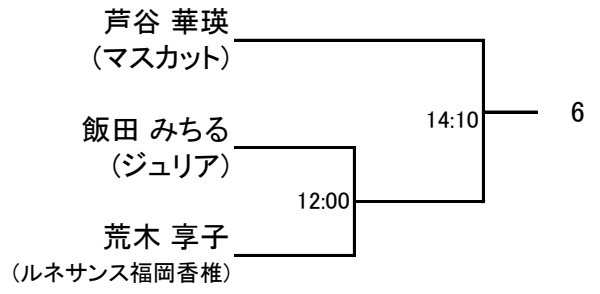 芦谷 華瑛
（マスカット）
14:10
6
飯田 みちる
（ジュリア）
12:00
荒木 享子
（ルネサンス福岡香椎）